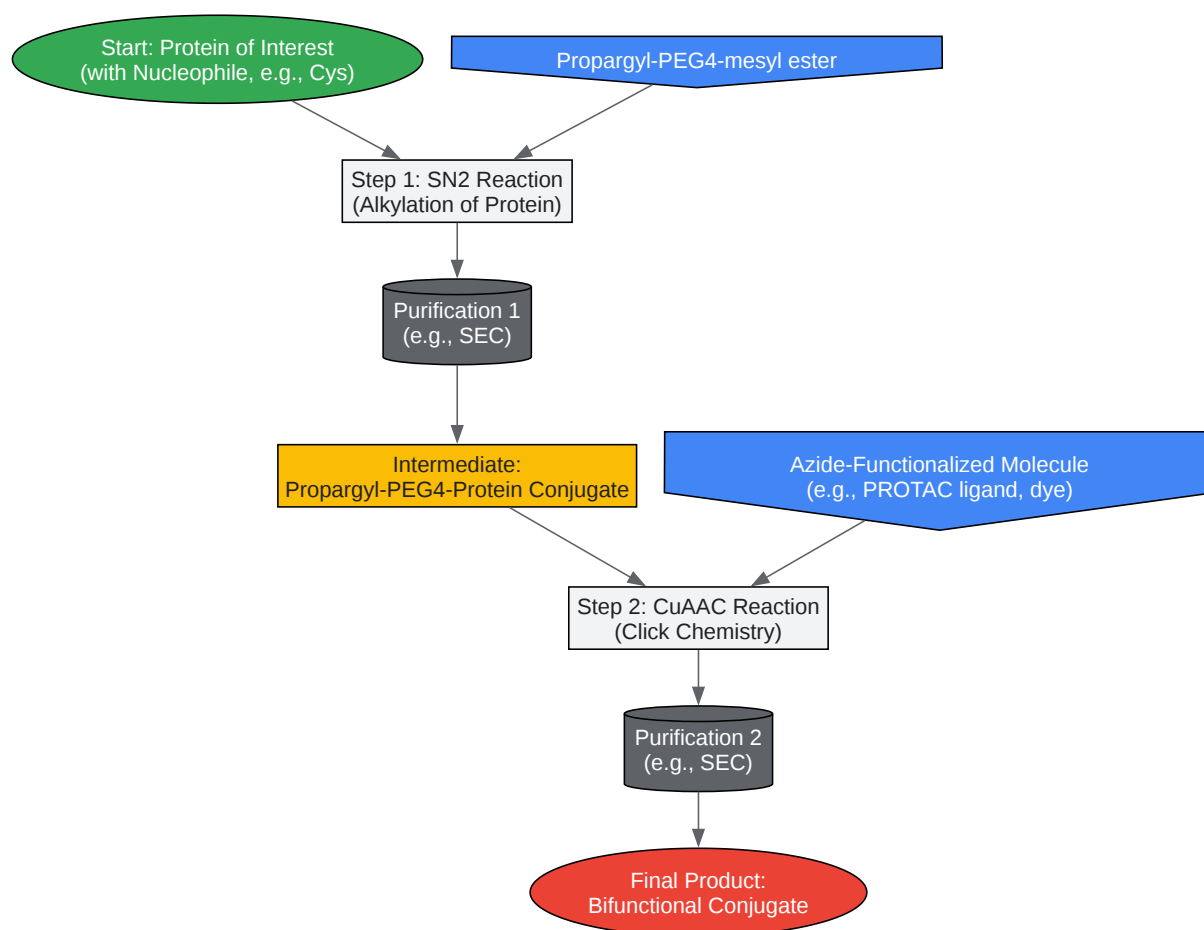 Start: Protein of Interest
(with Nucleophile, e.g., Cys)
Propargyl-PEG4-mesyl ester
Step 1: SN2 Reaction
(Alkylation of Protein)
Purification 1
(e.g., SEC)
Intermediate:
Propargyl-PEG4-Protein Conjugate
Azide-Functionalized Molecule
(e.g., PROTAC ligand, dye)
Step 2: CuAAC Reaction
(Click Chemistry)
Purification 2
(e.g., SEC)
Final Product:
Bifunctional Conjugate